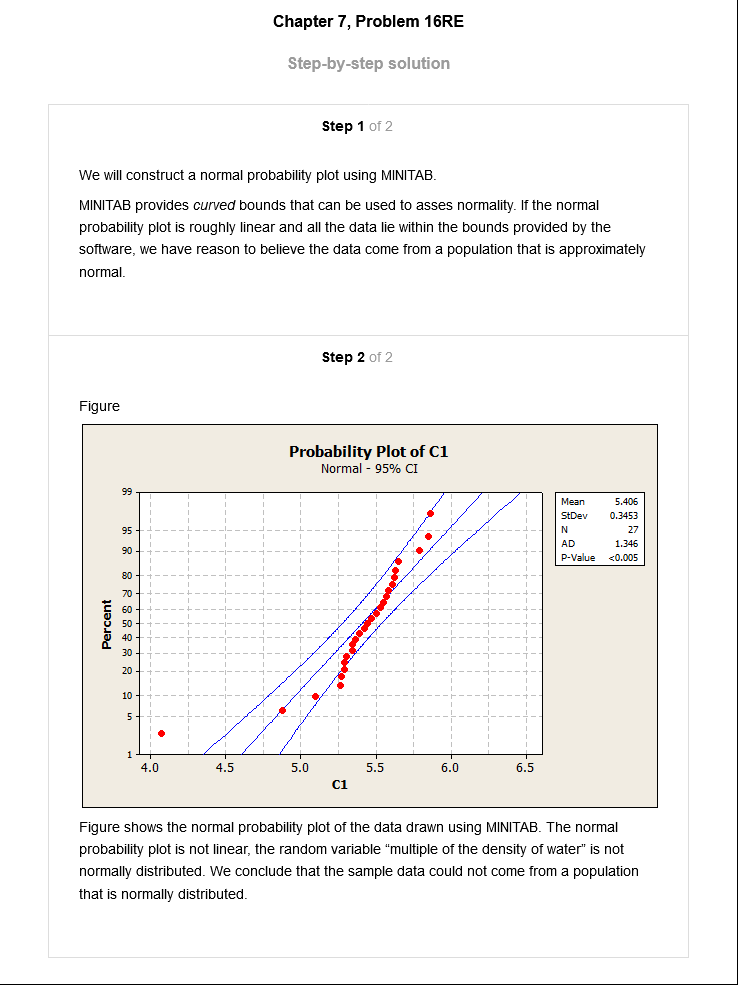 Chapter 7, Problem 16RE
Step-by-step solution
Step 1 of 2
We will construct a normal probability plot using MINITAB.
MINITAB provides curved bounds that can be used to asses normality. If the normal
probability plot is roughly linear and all the data lie within the bounds provided by the
software, we have reason to believe the data come from a population that is approximately
normal.
Step 2 of 2
Figure
Probability Plot of C1
Normal - 95% CI
99
95
90
80
70
60
50
40
30
20
10
5
1
Percent
4.0 4.5 5.0 5.5 6.0 6.5
C1
Mean 5.406
StDev 0.3453
N 27
AD 1.346
P-Value <0.005
Figure shows the normal probability plot of the data drawn using MINITAB. The normal
probability plot is not linear, the random variable “multiple of the density of water” is not
normally distributed. We conclude that the sample data could not come from a population
that is normally distributed.